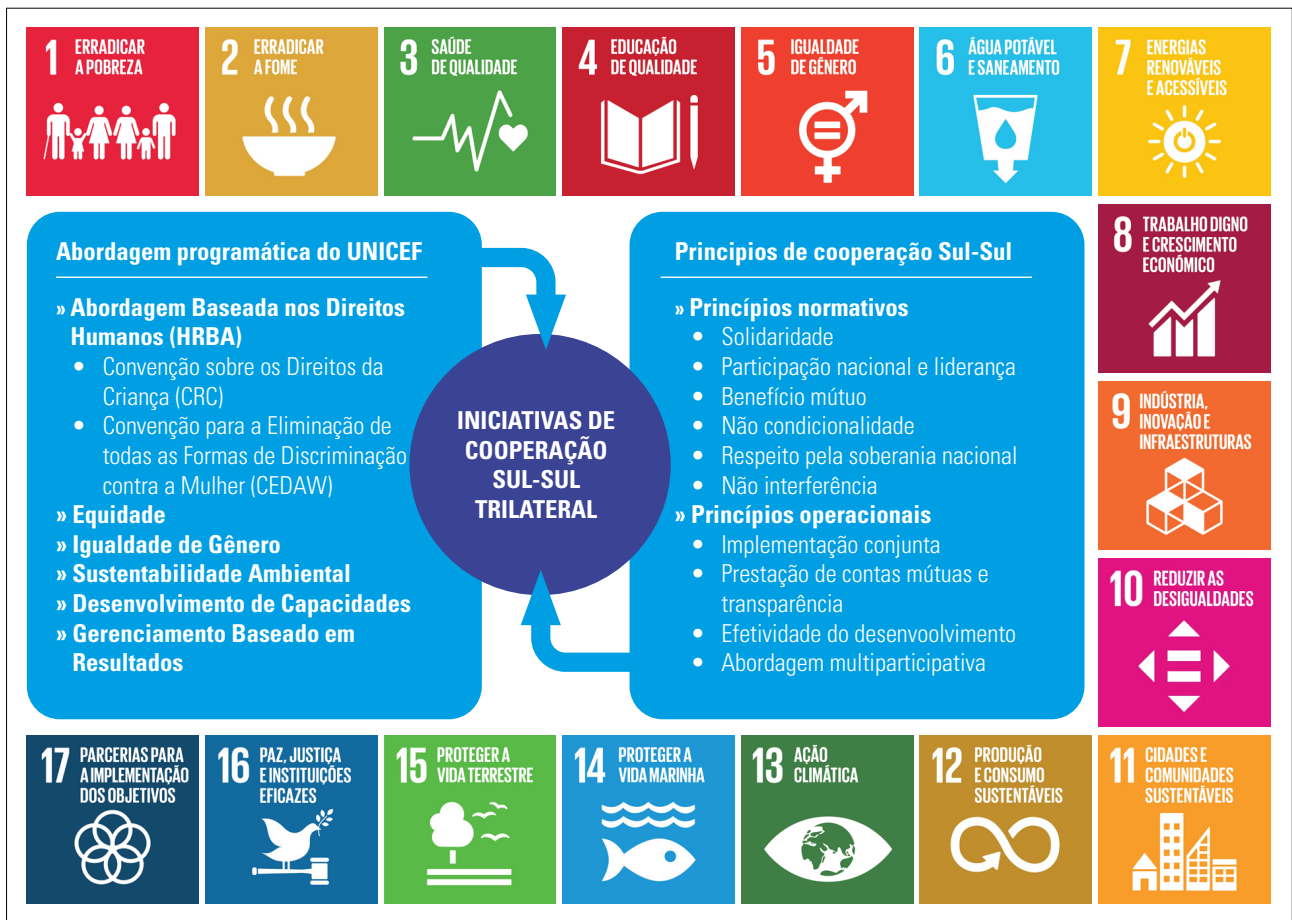 1 ERRADICAR
A POBREZA
2 ERRADICAR
A FOME
3 SAÚDE
DE QUALIDADE
4 EDUCAÇÃO
DE QUALIDADE
5 IGUALDADE
DE GÉNERO
6 ÁGUA POTÁVEL
E SANEAMENTO
7 ENERGIAS
RENOVÁVEIS
E ACESSÍVEIS
Abordagem programática do UNICEF
» Abordagem Baseada nos Direitos
Humanos (HRBA)
• Convenção sobre os Direitos da
Criança (CRC)
• Convenção para a Eliminação de
todas as Formas de Discriminação
contra a Mulher (CEDAW)
» Equidade
» Igualdade de Gênero
» Sustentabilidade Ambiental
» Desenvolvimento de Capacidades
» Gerenciamento Baseado em
Resultados
INICIATIVAS DE
COOPERAÇÃO
SUL-SUL
TRILATERAL
Principios de cooperação Sul-Sul
» Princípios normativos
• Solidaridade
• Participação nacional e liderança
• Benefício mútuo
• Não condicionalidade
• Respeito pela soberania nacional
• Não interferência
» Princípios operacionais
• Implementação conjunta
• Prestação de contas mútuas e
transparência
• Efetividade do desenvoolvimento
• Abordagem multiparticipativa
8 TRABALHO DIGNO
E CRESCIMENTO
ECONÓMICO
9 INDÚSTRIA,
INOVAÇÃO E
INFRAESTRUTURAS
10 REDUZIR AS
DESIGUALDADES
17 PARCERIAS PARA
A IMPLEMENTAÇÃO
DOS OBJETIVOS
16 PAZ, JUSTIÇA
E INSTITUIÇÕES
EFICAZES
15 PROTEGER A
VIDA TERRESTRE
14 PROTEGER A
VIDA MARINHA
13 AÇÃO
CLIMÁTICA
12 PRODUÇÃO
E CONSUMO
SUSTENTÁVEIS
11 CIDADES E
COMUNIDADES
SUSTENTÁVEIS